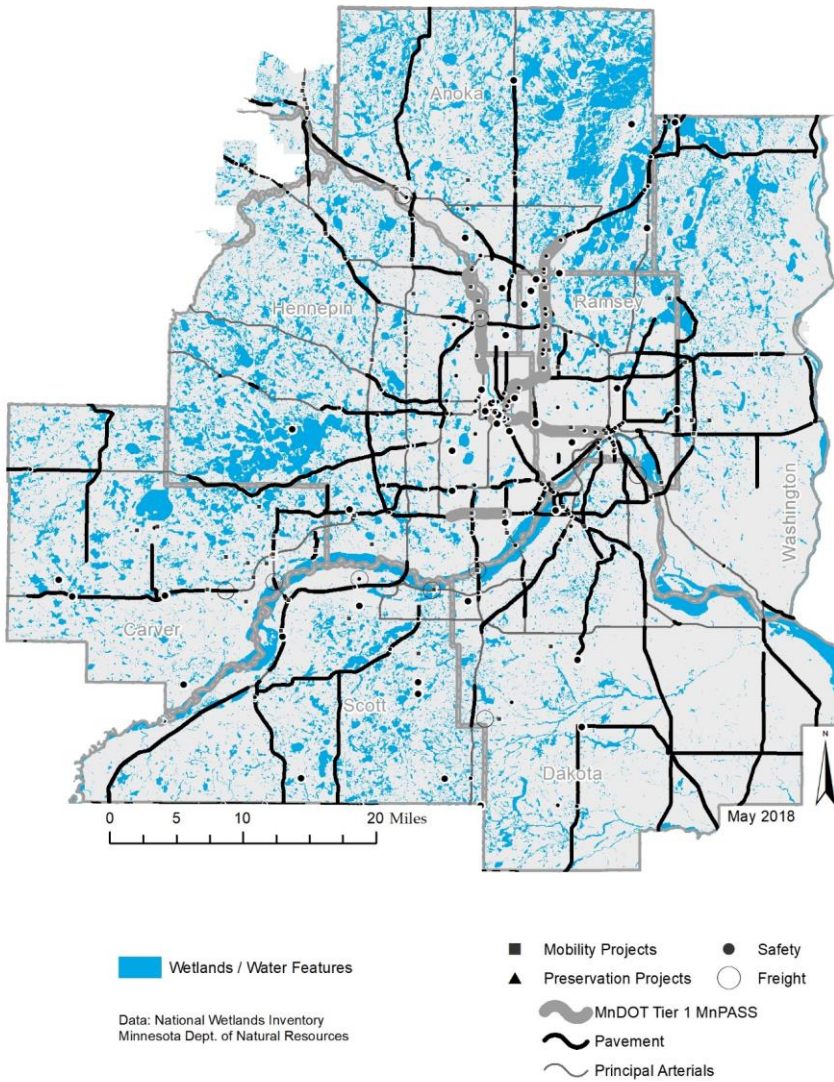 Anoka
Hennepin
Ramsey
Washington
Carver
Scott
Dakota
N
May 2018
0 5 10 20 Miles
Wetlands / Water Features
Data: National Wetlands Inventory
Minnesota Dept. of Natural Resources
Mobility Projects
Safety
Preservation Projects
Freight
MnDOT Tier 1 MnPASS
Pavement
Principal Arterials